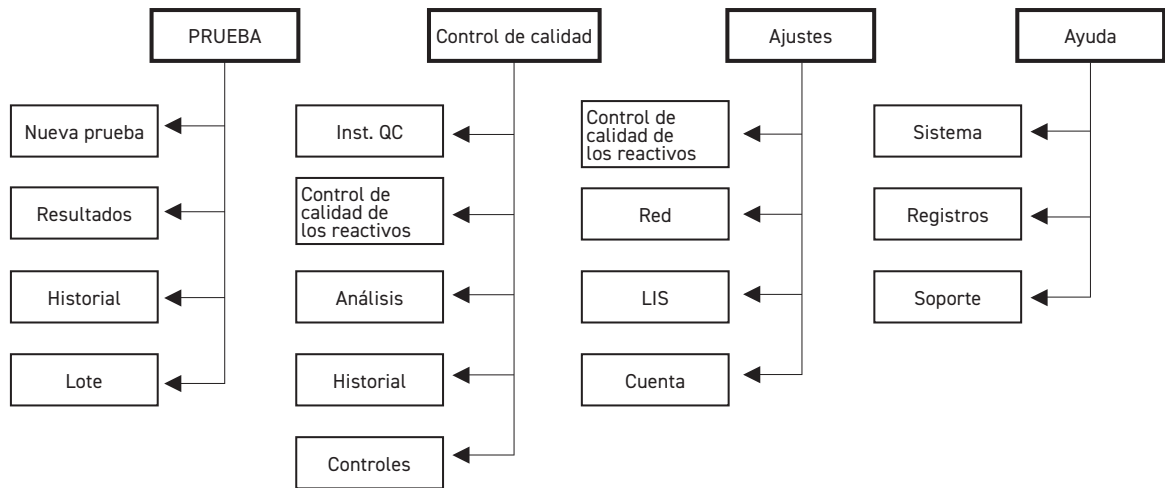 PRUEBA
Nueva prueba
Resultados
Historial
Lote
Control de calidad
Inst. QC
Control de
calidad de
los reactivos
Análisis
Historial
Controles
Ajustes
Control de
calidad de
los reactivos
Red
LIS
Cuenta
Ayuda
Sistema
Registros
Soporte